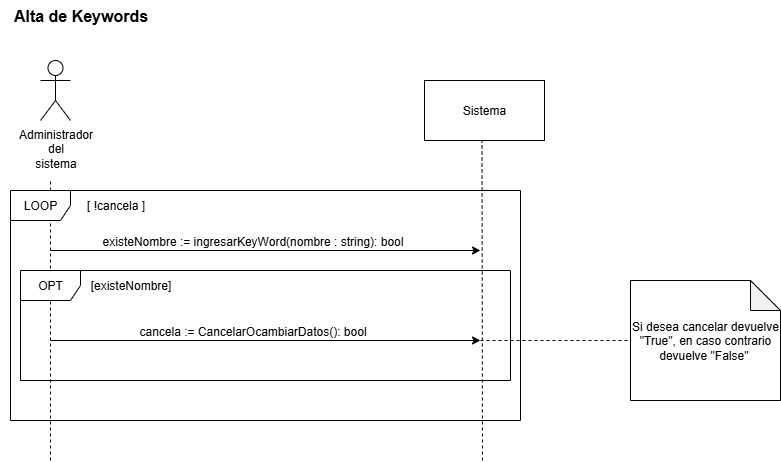 Alta de Keywords
Administrador
del
sistema
Sistema
LOOP
[ !cancela ]
existeNombre := ingresarKeyWord(nombre : string): bool
OPT
[existeNombre]
cancela := CancelarOcambiarDatos(): bool
Si desea cancelar devuelve
"True", en caso contrario
devuelve "False"